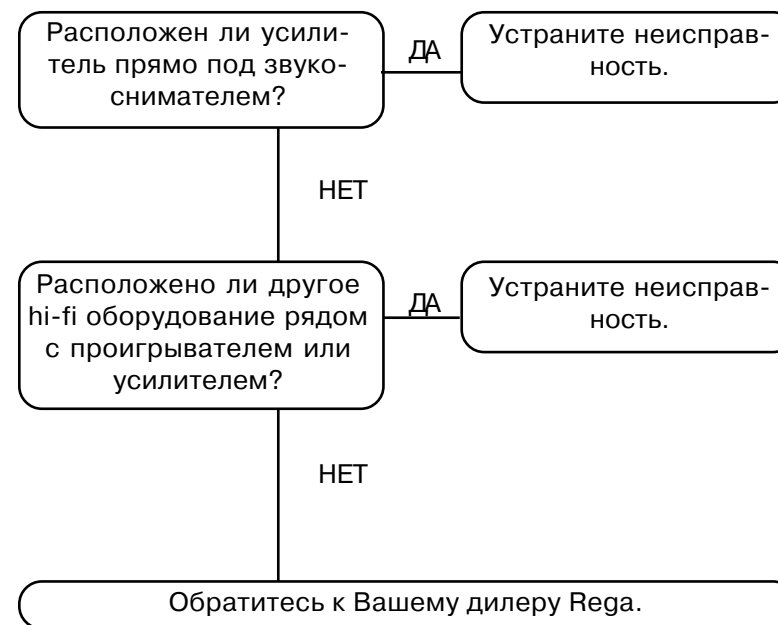 Расположен ли усили-
тель прямо под звуко-
снимателем?
ДА
Устраните неисправ-
ность.
НЕТ
Расположено ли другое
hi-fi оборудование рядом
с проигрывателем или
усилителем?
ДА
Устраните неисправ-
ность.
НЕТ
Обратитесь к Вашему дилеру Rega.